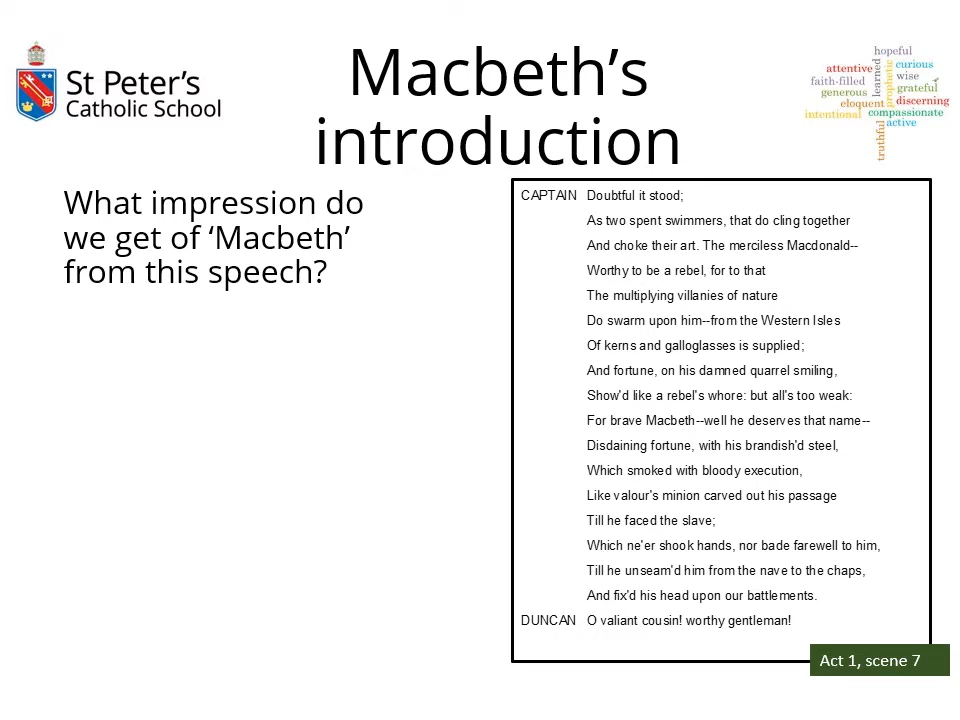 St Peter's
Catholic School
Macbeth’s
introduction
hopeful
attentive
learned
prophetic
curious
faith-filled
wise
generous
grateful
eloquent
discerning
intentional
compassionate
truthful
active
What impression do
we get of ‘Macbeth’
from this speech?
CAPTAIN Doubtful it stood;
As two spent swimmers, that do cling together
And choke their art. The merciless Macdonald--
Worthy to be a rebel, for to that
The multiplying villanies of nature
Do swarm upon him--from the Western Isles
Of kerns and galloglasses is supplied;
And fortune, on his damned quarrel smiling,
Show'd like a rebel's whore: but all's too weak:
For brave Macbeth--well he deserves that name--
Disdaining fortune, with his brandish'd steel,
Which smoked with bloody execution,
Like valour's minion carved out his passage
Till he faced the slave;
Which ne'er shook hands, nor bade farewell to him,
Till he unseam'd him from the nave to the chaps,
And fix'd his head upon our battlements.
DUNCAN O valiant cousin! worthy gentleman!
Act 1, scene 7